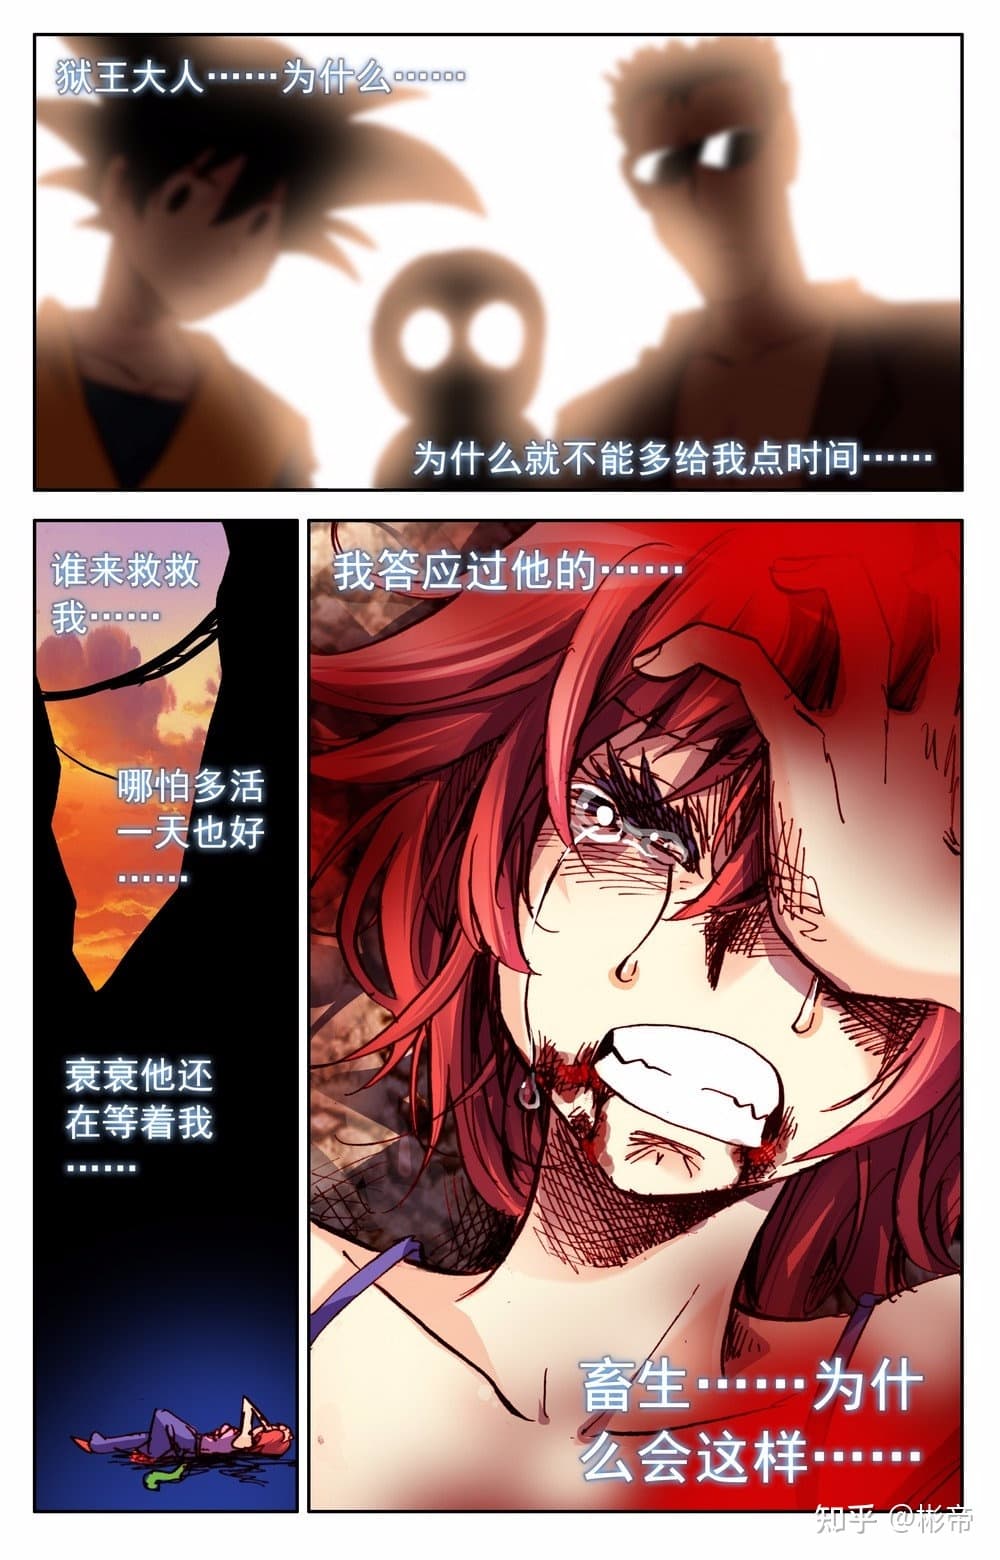 狱王大人……为什么……
为什么就不能多给我点时间……
谁来救救
我……
哪怕多活
一天也好
……
衰衰他还
在等着我
……
我答应过他的……
畜生……为什
么会这样……
知乎 @彬帝